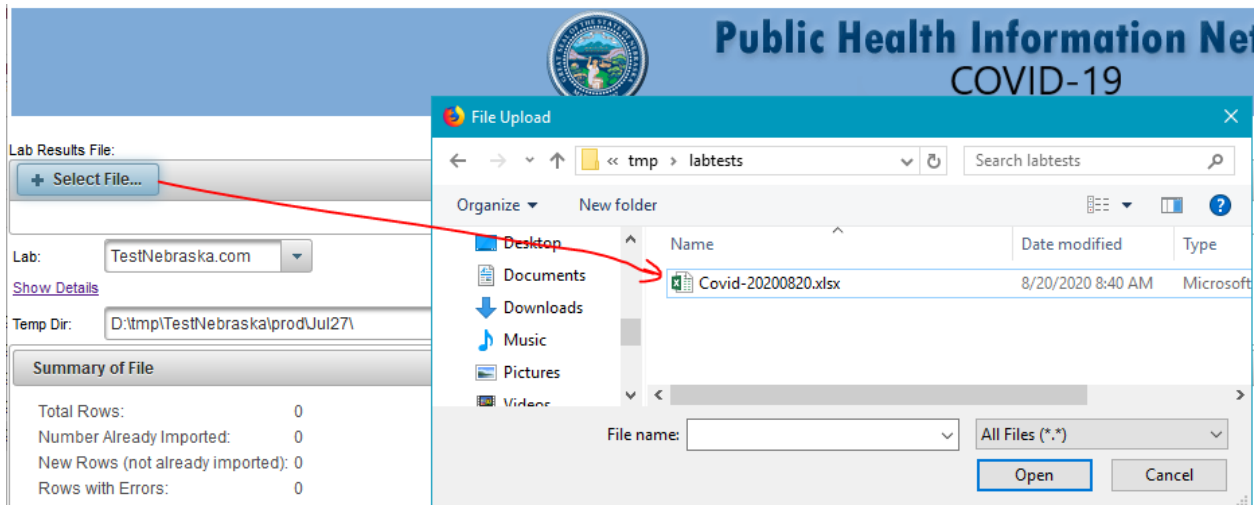 Public Health Information Net
COVID-19
Lab Results File:
+ Select File...
Lab:
TestNebraska.com
Show Details
Temp Dir:
D:\tmp\TestNebraska\prod\Jul27\
Summary of File
Total Rows: 0
Number Already Imported: 0
New Rows (not already imported): 0
Rows with Errors: 0
File Upload
« tmp › labtests
Search labtests
Organize
New folder
Desktop
Documents
Downloads
Music
Pictures
Videos
Name
Date modified
Type
Covid-20200820.xlsx
8/20/2020 8:40 AM
Microsoft
File name:
All Files (*.*)
Open
Cancel